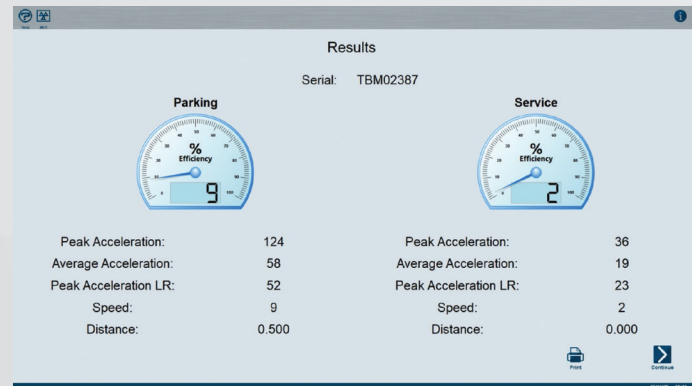 Results
Serial: TBM02387
Parking
% Efficiency
9
Peak Acceleration: 124
Average Acceleration: 58
Peak Acceleration LR: 52
Speed: 9
Distance: 0.500
Service
% Efficiency
2
Peak Acceleration: 36
Average Acceleration: 19
Peak Acceleration LR: 23
Speed: 2
Distance: 0.000
Print
Continue